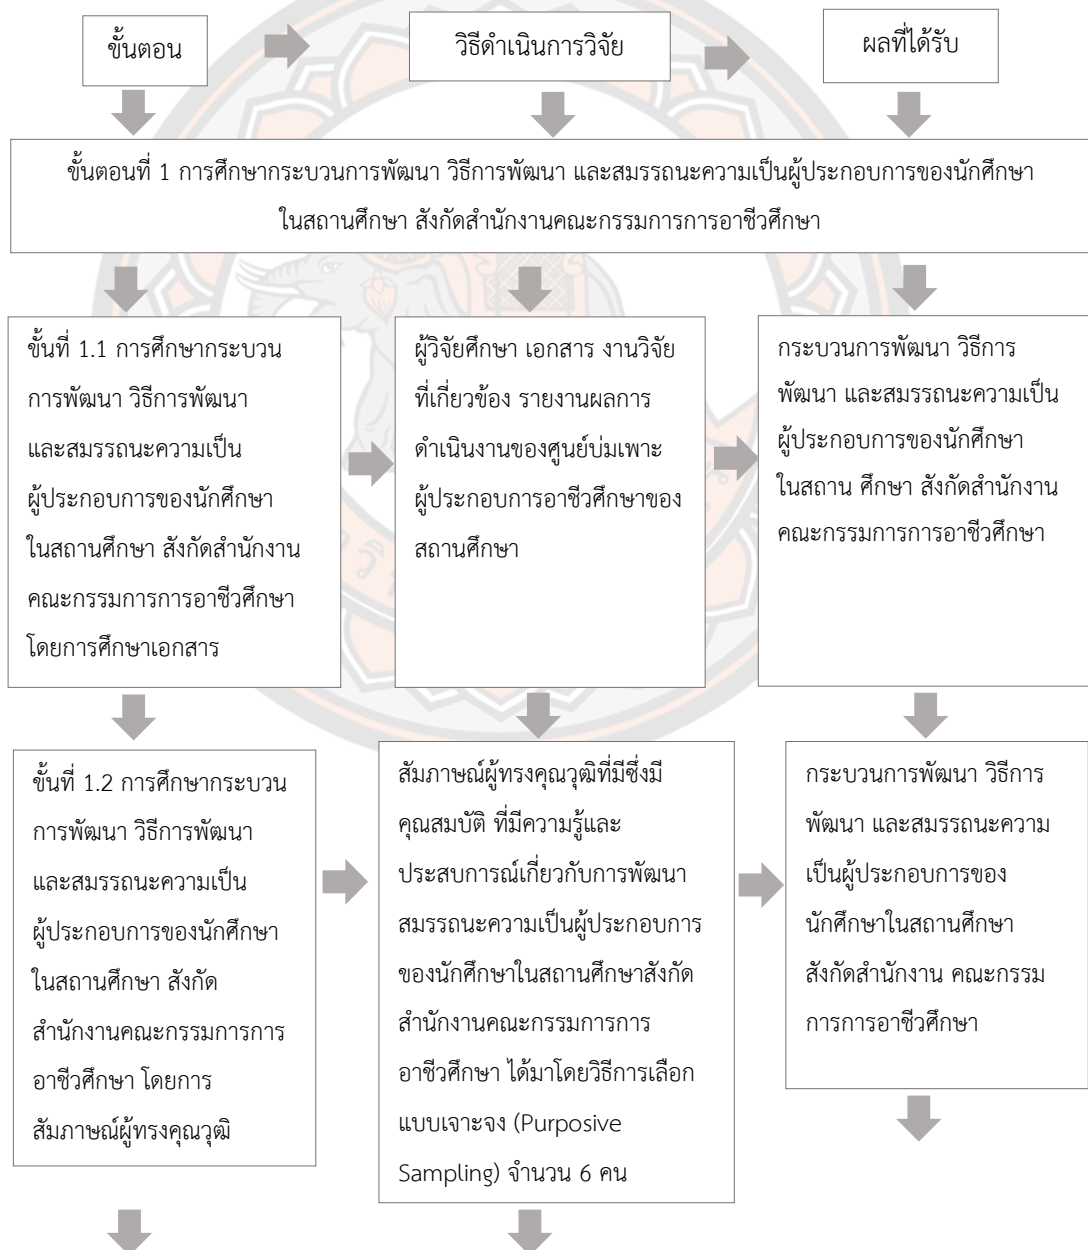 ขั้นตอน
วิธีดำเนินการวิจัย
ผลที่ได้รับ
ขั้นตอนที่ 1 การศึกษากระบวนการพัฒนา วิธีการพัฒนา และสมรรถนะความเป็นผู้ประกอบการของนักศึกษา
ในสถานศึกษา สังกัดสำนักงานคณะกรรมการการอาชีวศึกษา
ขั้นที่ 1.1 การศึกษากระบวน
การพัฒนา วิธีการพัฒนา
และสมรรถนะความเป็น
ผู้ประกอบการของนักศึกษา
ในสถานศึกษา สังกัดสำนักงาน
คณะกรรมการการอาชีวศึกษา
โดยการศึกษาเอกสาร
ผู้วิจัยศึกษา เอกสาร งานวิจัย
ที่เกี่ยวข้อง รายงานผลการ
ดำเนินงานของศูนย์บ่มเพาะ
ผู้ประกอบการอาชีวศึกษาของ
สถานศึกษา
กระบวนการพัฒนา วิธีการ
พัฒนา และสมรรถนะความเป็น
ผู้ประกอบการของนักศึกษา
ในสถาน ศึกษา สังกัดสำนักงาน
คณะกรรมการการอาชีวศึกษา
ขั้นที่ 1.2 การศึกษากระบวน
การพัฒนา วิธีการพัฒนา
และสมรรถนะความเป็น
ผู้ประกอบการของนักศึกษา
ในสถานศึกษา สังกัด
สำนักงานคณะกรรมการการ
อาชีวศึกษา โดยการ
สัมภาษณ์ผู้ทรงคุณวุฒิ
สัมภาษณ์ผู้ทรงคุณวุฒิที่มีซึ่งมี
คุณสมบัติ ที่มีความรู้และ
ประสบการณ์เกี่ยวกับการพัฒนา
สมรรถนะความเป็นผู้ประกอบการ
ของนักศึกษาในสถานศึกษาสังกัด
สำนักงานคณะกรรมการการ
อาชีวศึกษา ได้มาโดยวิธีการเลือก
แบบเจาะจง (Purposive
Sampling) จำนวน 6 คน
กระบวนการพัฒนา วิธีการ
พัฒนา และสมรรถนะความ
เป็นผู้ประกอบการของ
นักศึกษาในสถานศึกษา
สังกัดสำนักงาน คณะกรรม
การการอาชีวศึกษา